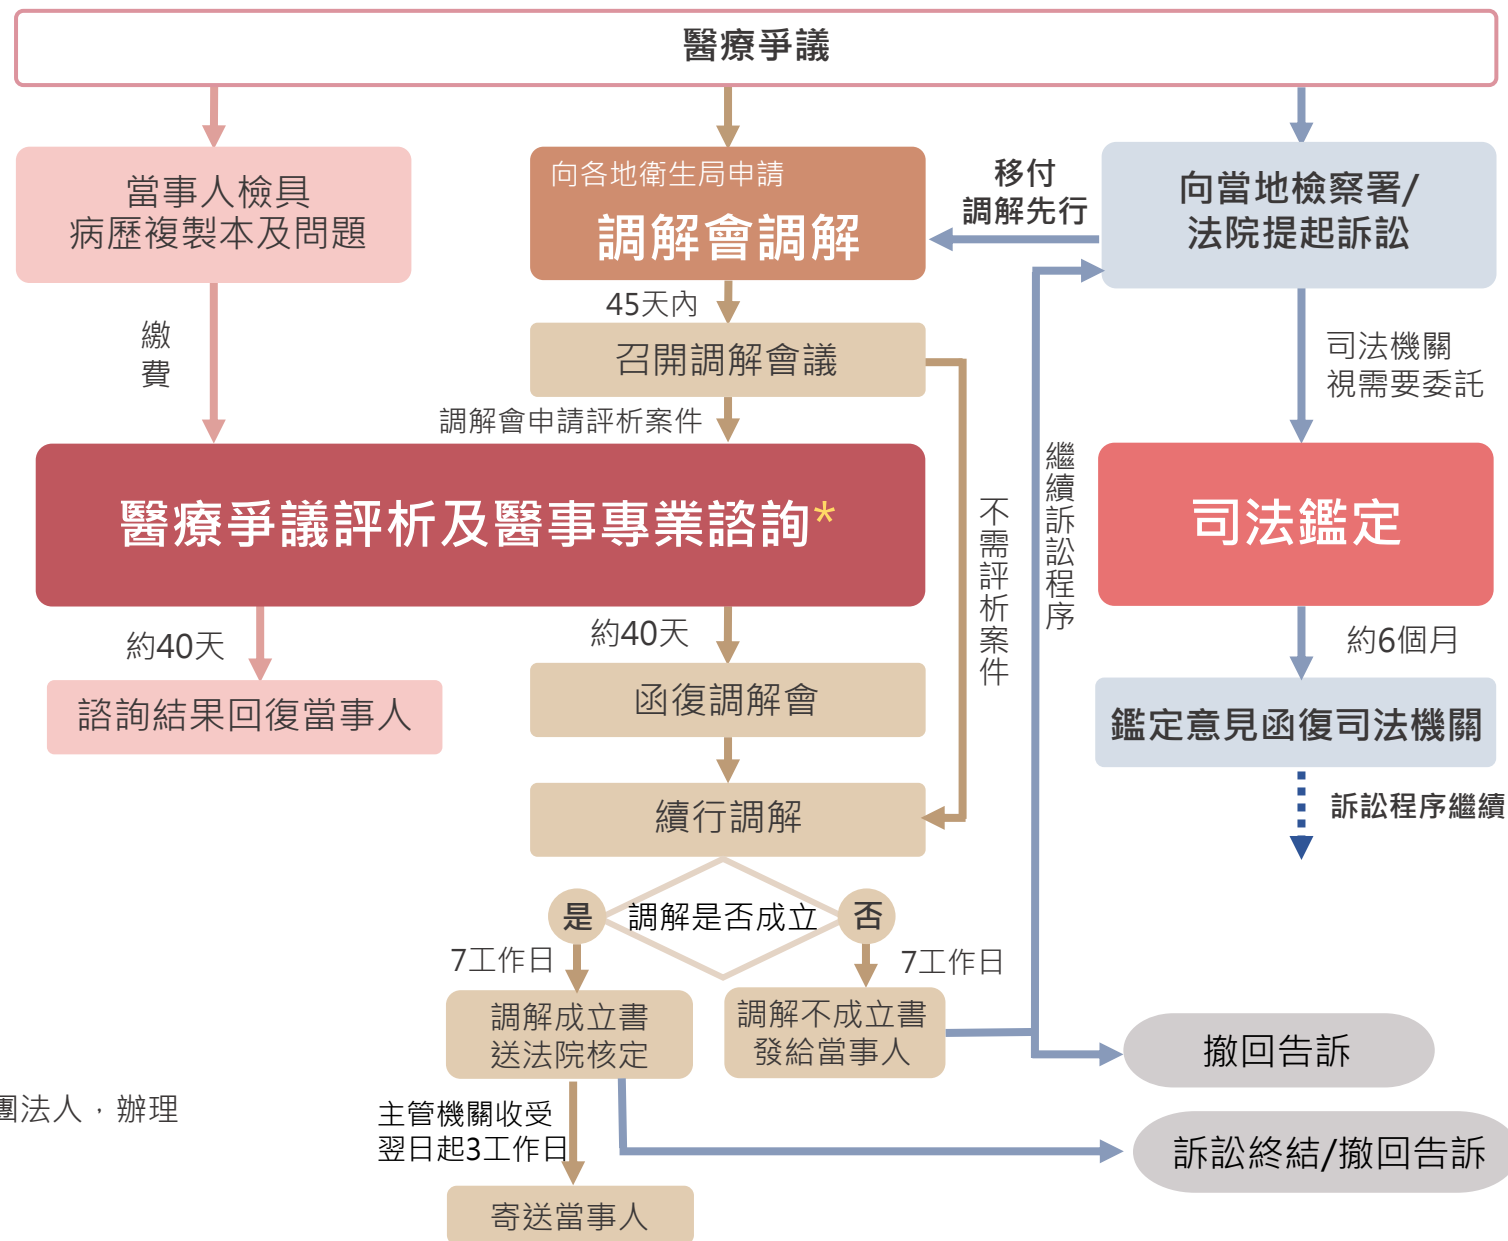 醫療爭議
當事人檢具
病歷複製本及問題
繳費
向各地衛生局申請
調解會調解
移付
調解先行
向當地檢察署/
法院提起訴訟
45天內
召開調解會議
調解會申請評析案件
司法機關
視需要委託
醫療爭議評析及醫事專業諮詢*
不需評析案件
繼續訴訟程序
司法鑑定
約40天
諮詢結果回復當事人
約40天
函復調解會
續行調解
約6個月
鑑定意見函復司法機關
訴訟程序繼續
是
調解是否成立
否
7工作日
7工作日
調解成立書
送法院核定
調解不成立書
發給當事人
撤回告訴
團法人，辦理
主管機關收受
翌日起3工作日
訴訟終結/撤回告訴
寄送當事人